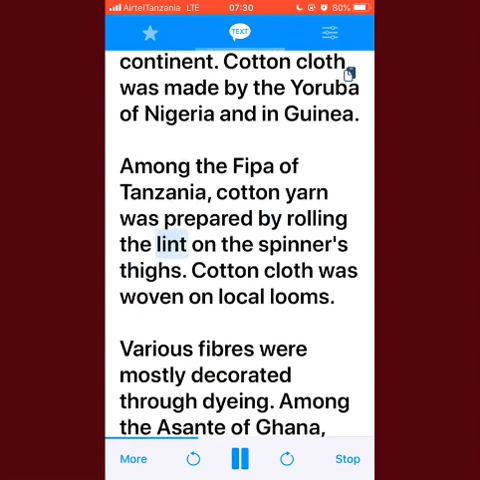 AirtelTanzania LTE 07:30 80%
TEXT
continent. Cotton cloth
was made by the Yoruba
of Nigeria and in Guinea.
Among the Fipa of
Tanzania, cotton yarn
was prepared by rolling
the lint on the spinner's
thighs. Cotton cloth was
woven on local looms.
Various fibres were
mostly decorated
through dyeing. Among
the Asante of Ghana,
More Stop